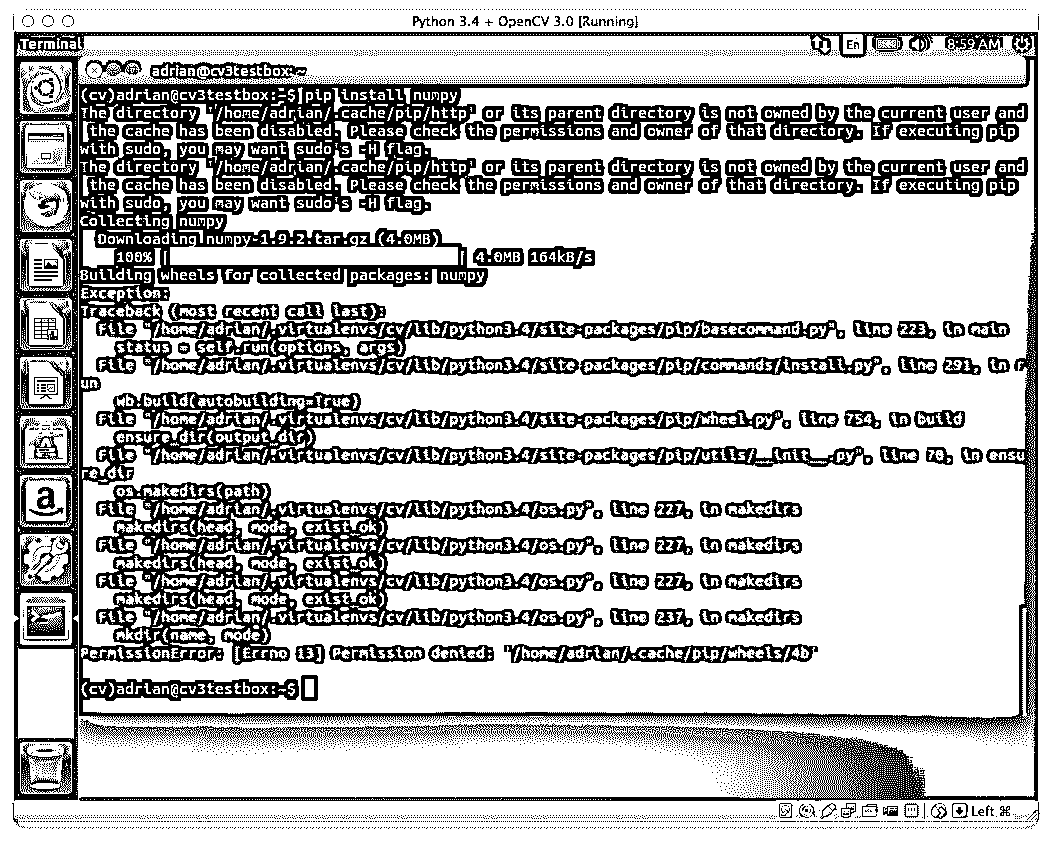 Python 3.4 + OpenCV 3.0 [Running]
Terminal
En
8:59 AM
adrian@cv3testbox: ~
(cv)adrian@cv3testbox:~$ pip install numpy
The directory '/home/adrian/.cache/pip/http' or its parent directory is not owned by the current user and
 the cache has been disabled. Please check the permissions and owner of that directory. If executing pip
with sudo, you may want sudo's -H flag.
The directory '/home/adrian/.cache/pip/http' or its parent directory is not owned by the current user and
 the cache has been disabled. Please check the permissions and owner of that directory. If executing pip
with sudo, you may want sudo's -H flag.
Collecting numpy
  Downloading numpy-1.9.2.tar.gz (4.0MB)
    100% | | 4.0MB 164kB/s
Building wheels for collected packages: numpy
Exception:
Traceback (most recent call last):
  File "/home/adrian/.virtualenvs/cv/lib/python3.4/site-packages/pip/basecommand.py", line 223, in main
    status = self.run(options, args)
  File "/home/adrian/.virtualenvs/cv/lib/python3.4/site-packages/pip/commands/install.py", line 291, in r
un
    wb.build(autobuilding=True)
  File "/home/adrian/.virtualenvs/cv/lib/python3.4/site-packages/pip/wheel.py", line 754, in build
    ensure_dir(output_dir)
  File "/home/adrian/.virtualenvs/cv/lib/python3.4/site-packages/pip/utils/__init__.py", line 70, in ensu
re_dir
    os.makedirs(path)
  File "/home/adrian/.virtualenvs/cv/lib/python3.4/os.py", line 227, in makedirs
    makedirs(head, mode, exist_ok)
  File "/home/adrian/.virtualenvs/cv/lib/python3.4/os.py", line 227, in makedirs
    makedirs(head, mode, exist_ok)
  File "/home/adrian/.virtualenvs/cv/lib/python3.4/os.py", line 227, in makedirs
    makedirs(head, mode, exist_ok)
  File "/home/adrian/.virtualenvs/cv/lib/python3.4/os.py", line 237, in makedirs
    mkdir(name, mode)
PermissionError: [Errno 13] Permission denied: '/home/adrian/.cache/pip/wheels/4b'
(cv)adrian@cv3testbox:~$
Left ⌘